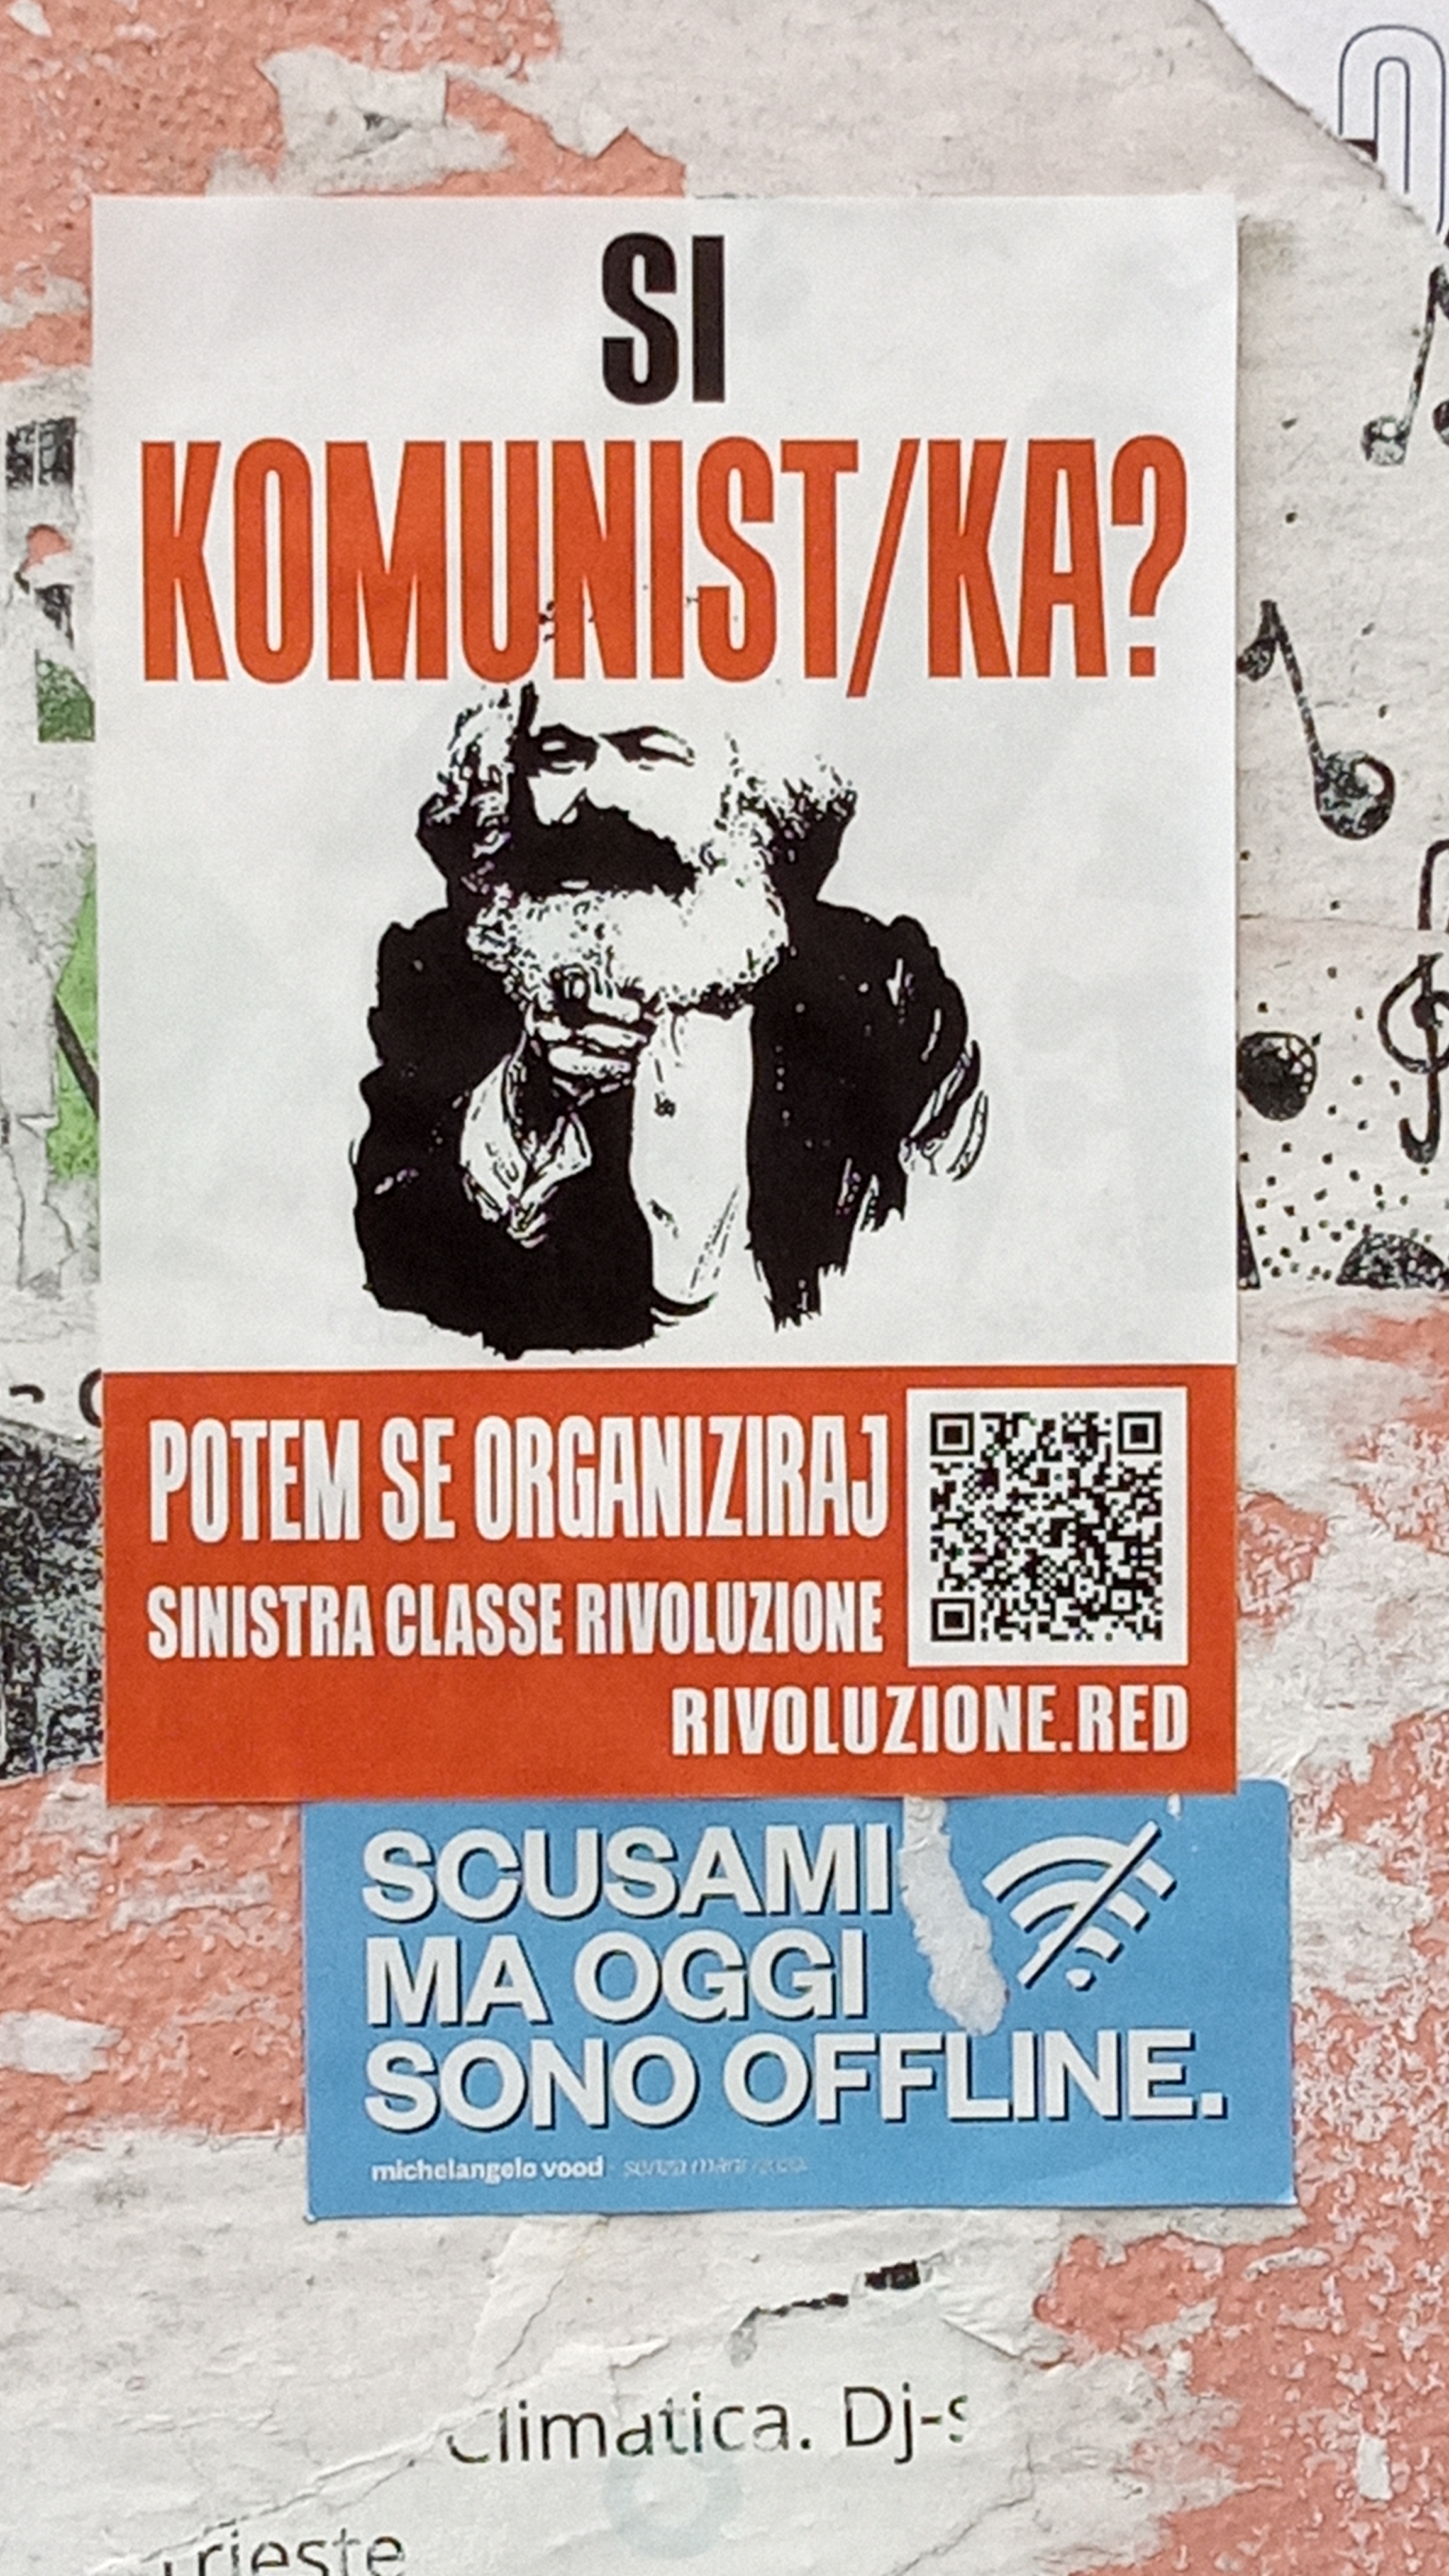 SI
KOMUNIST/KA?
POTEM SE ORGANIZIRAJ
SINISTRA CLASSE RIVOLUZIONE
RIVOLUZIONE.RED
SCUSAMI
MA OGGI
SONO OFFLINE.
michelangelo vood
climatica. Dj-s
Trieste